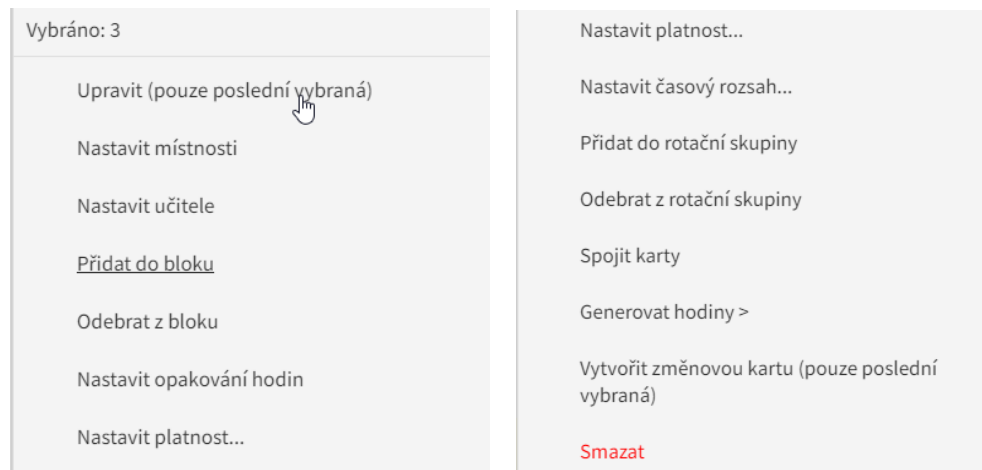 Vybráno: 3
Upravit (pouze poslední vybraná)
Nastavit místnosti
Nastavit učitele
Přidat do bloku
Odebrat z bloku
Nastavit opakování hodin
Nastavit platnost...
Nastavit platnost...
Nastavit časový rozsah...
Přidat do rotační skupiny
Odebrat z rotační skupiny
Spojit karty
Generovat hodiny >
Vytvořit změnovou kartu (pouze poslední
vybraná)
Smazat